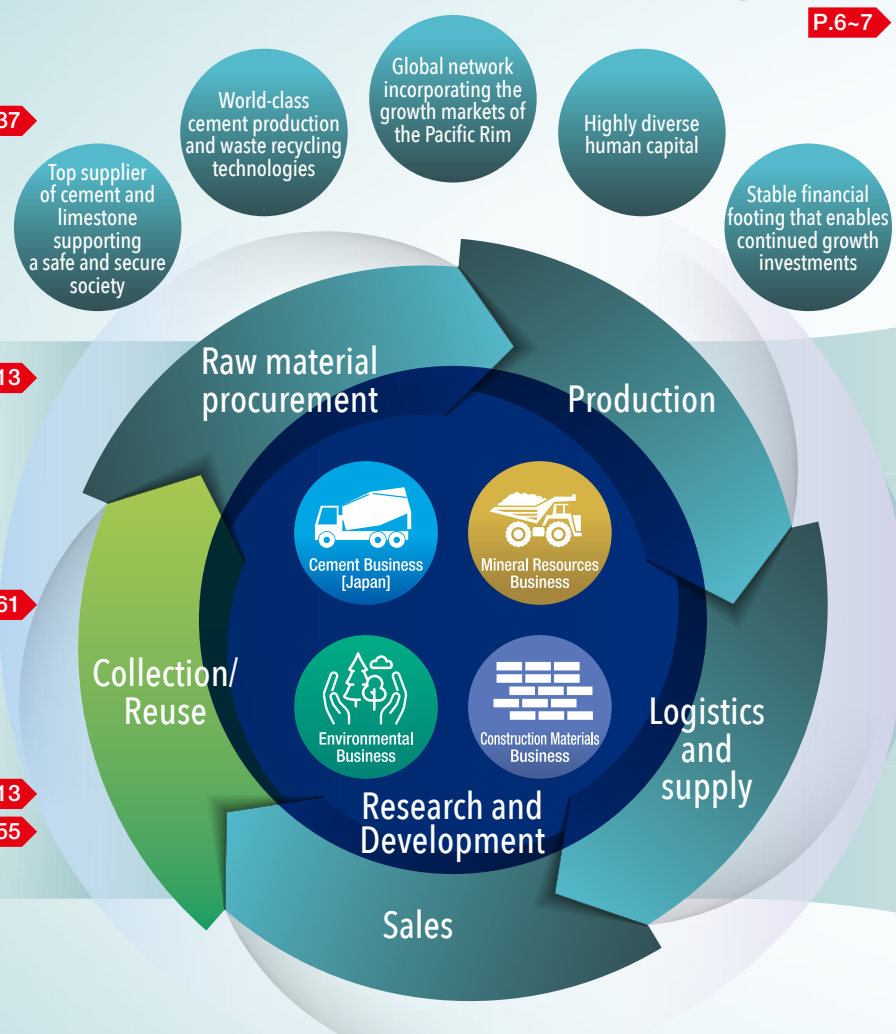 P.6~7
Global network
incorporating the
growth markets of
the Pacific Rim
World-class
cement production
and waste recycling
technologies
Highly diverse
human capital
37
Top supplier
of cement and
limestone
supporting
a safe and secure
society
Stable financial
footing that enables
continued growth
investments
13
Raw material
procurement
Production
Cement Business
[Japan]
Mineral Resources
Business
61
Collection/
Reuse
Logistics
and
supply
Environmental
Business
Construction Materials
Business
13
55
Research and
Development
Sales